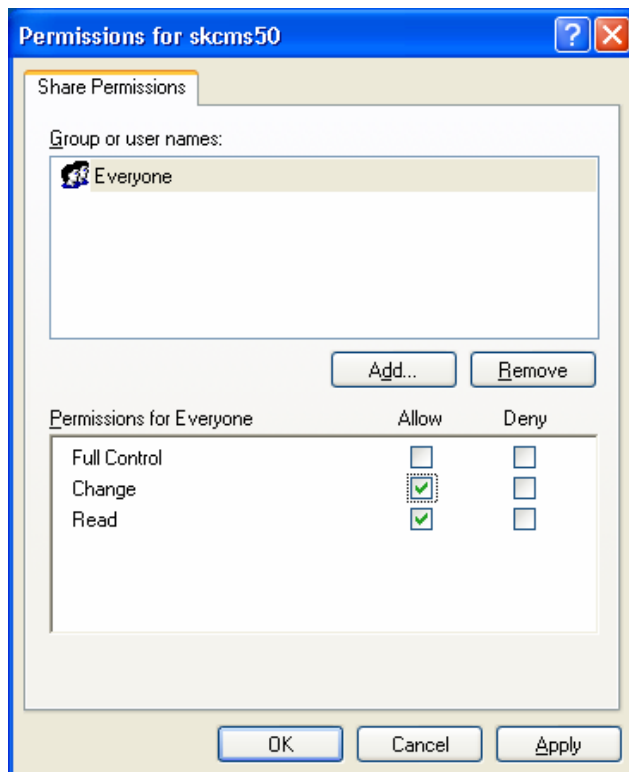 Permissions for skcms50
Share Permissions
Group or user names:
Everyone
Add... Remove
Permissions for Everyone Allow Deny
Full Control
Change
Read
OK Cancel Apply